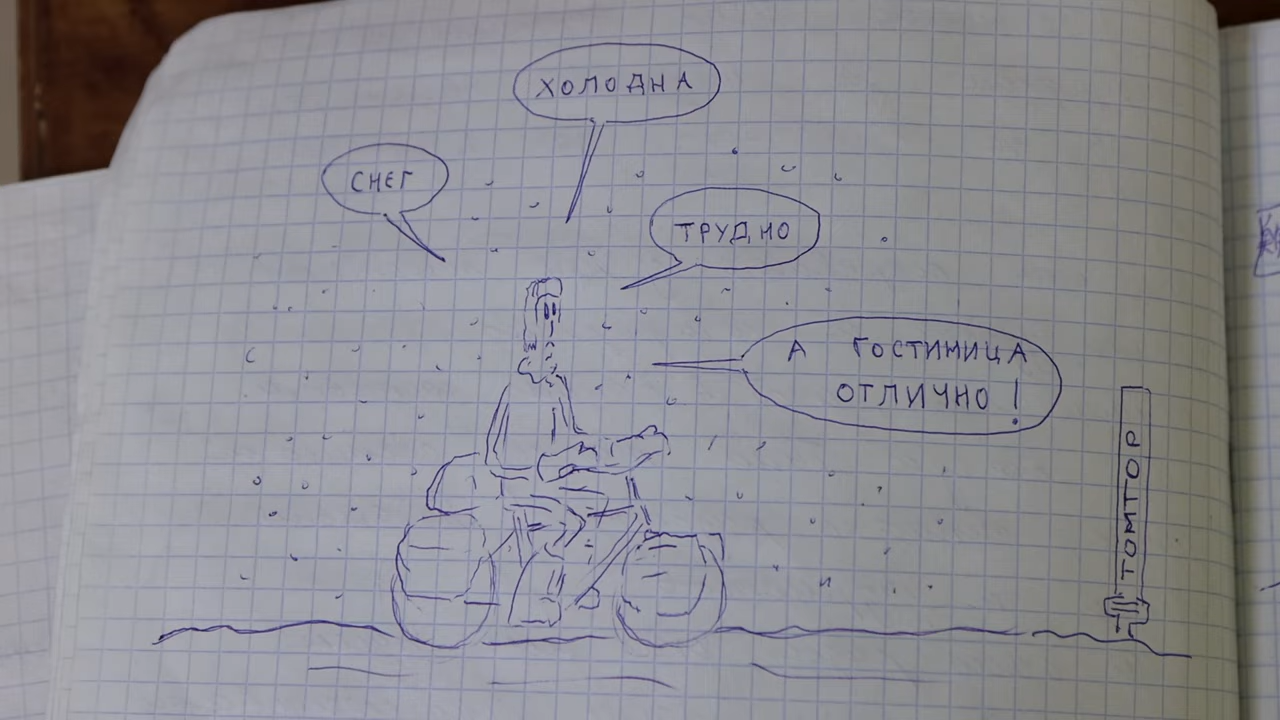 ХОЛОДНА
СНЕГ
ТРУДНО
А ГОСТИМИЦА
ОТЛИЧНО!
ТОМТОР